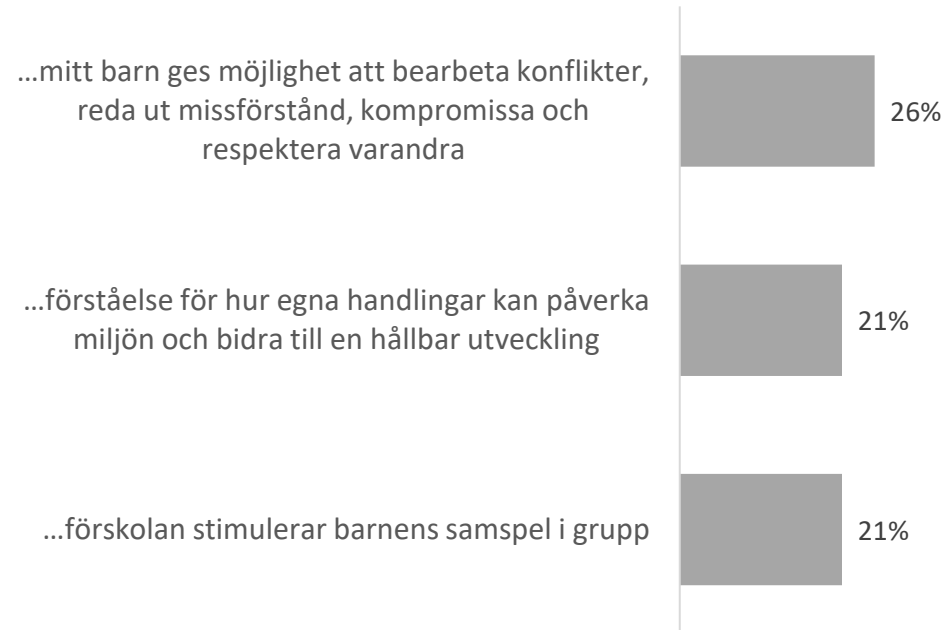 …mitt barn ges möjlighet att bearbeta konflikter,
reda ut missförstånd, kompromissa och
respektera varandra
26%
…förståelse för hur egna handlingar kan påverka
miljön och bidra till en hållbar utveckling
21%
…förskolan stimulerar barnens samspel i grupp
21%